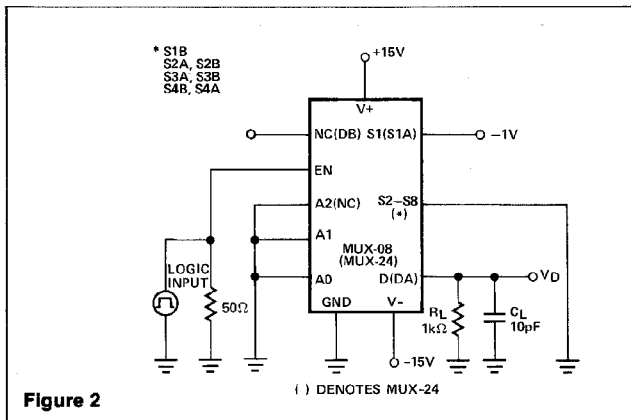 * S1B
S2A, S2B
S3A, S3B
S4B, S4A
+15V
V+
NC(DB)
S1(S1A)
-1V
EN
A2(NC)
S2-S8
(*)
A1
MUX-08
(MUX-24)
LOGIC
INPUT
A0
D(DA)
VD
50Ω
GND
V-
RL
1kΩ
CL
10pF
-15V
( ) DENOTES MUX-24
Figure 2